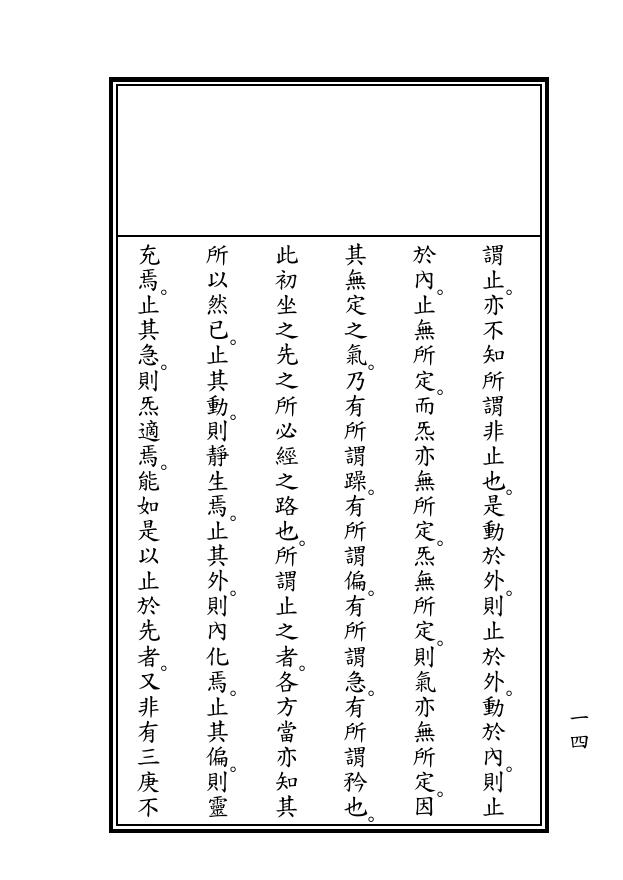 謂止。亦不知所謂非止也。是動於外。則止於外。動於內。則止
於內。止無所定。而炁亦無所定。炁無所定。則氣亦無所定。因
其無定之氣。乃有所謂躁。有所謂偏。有所謂急。有所謂矜也。
此初坐之先之所必經之路也。所謂止之者。各方當亦知其
所以然已。止其動。則靜生焉。止其外。則內化焉。止其偏。則靈
充焉。止其急。則炁適焉。能如是以止於先者。又非有三庚不
一四